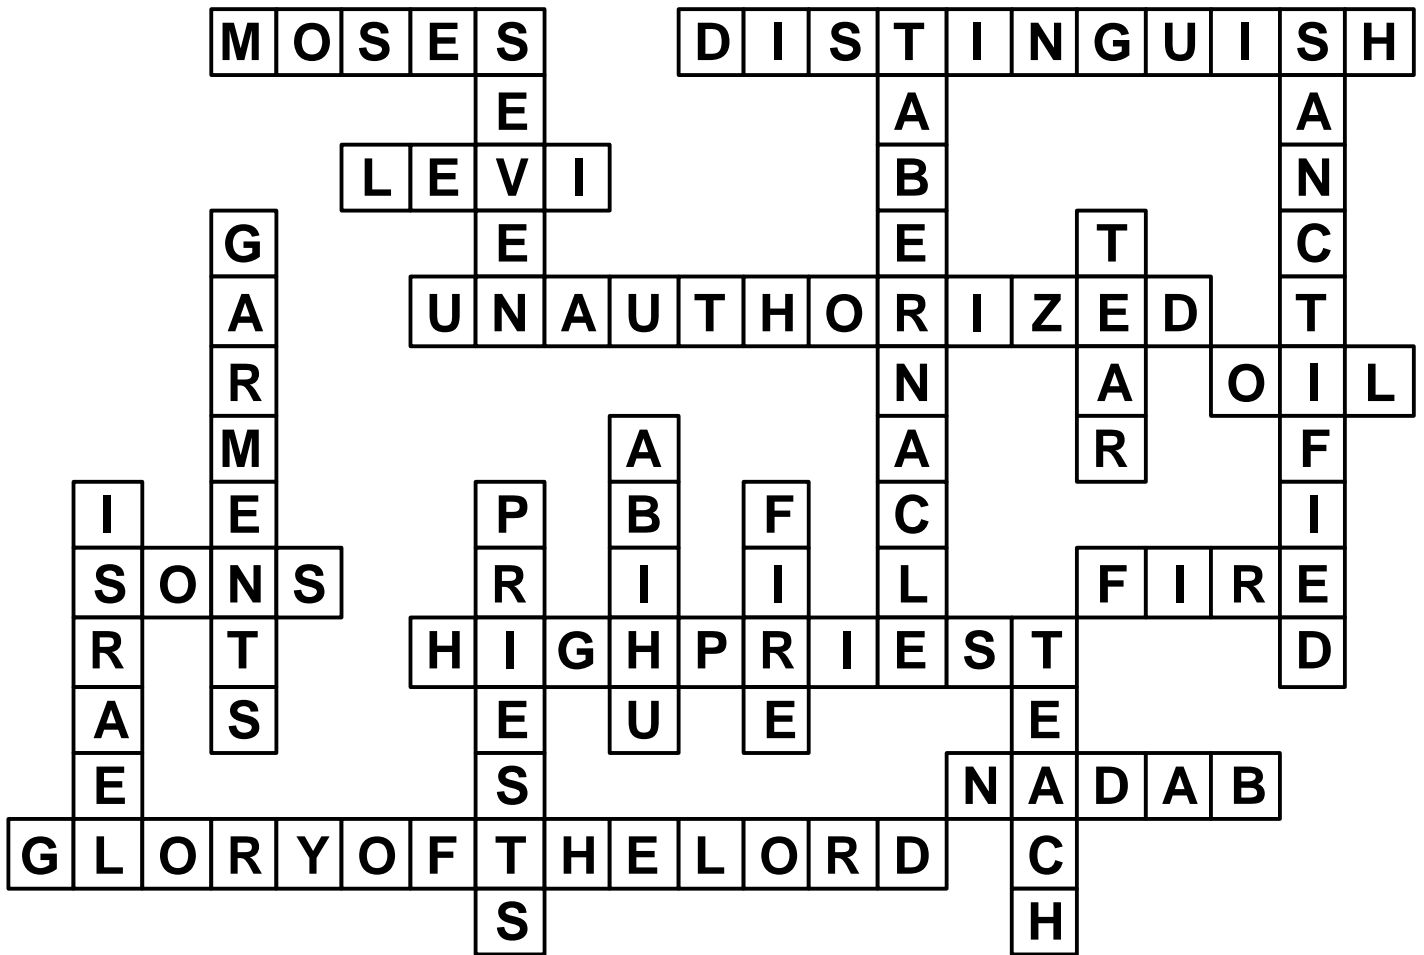 MOSES
SEVEN
DISTINGUISH
TABERNACLE
SANCTIFIED
LEVI
GARMENTS
TEAR
UNAUTHORIZED
OIL
ABIHU
ISRAEL
PRIESTS
FIRE
SONS
FIRE
HIGHPRIEST
TEACH
NADAB
GLORYOFTHELORD